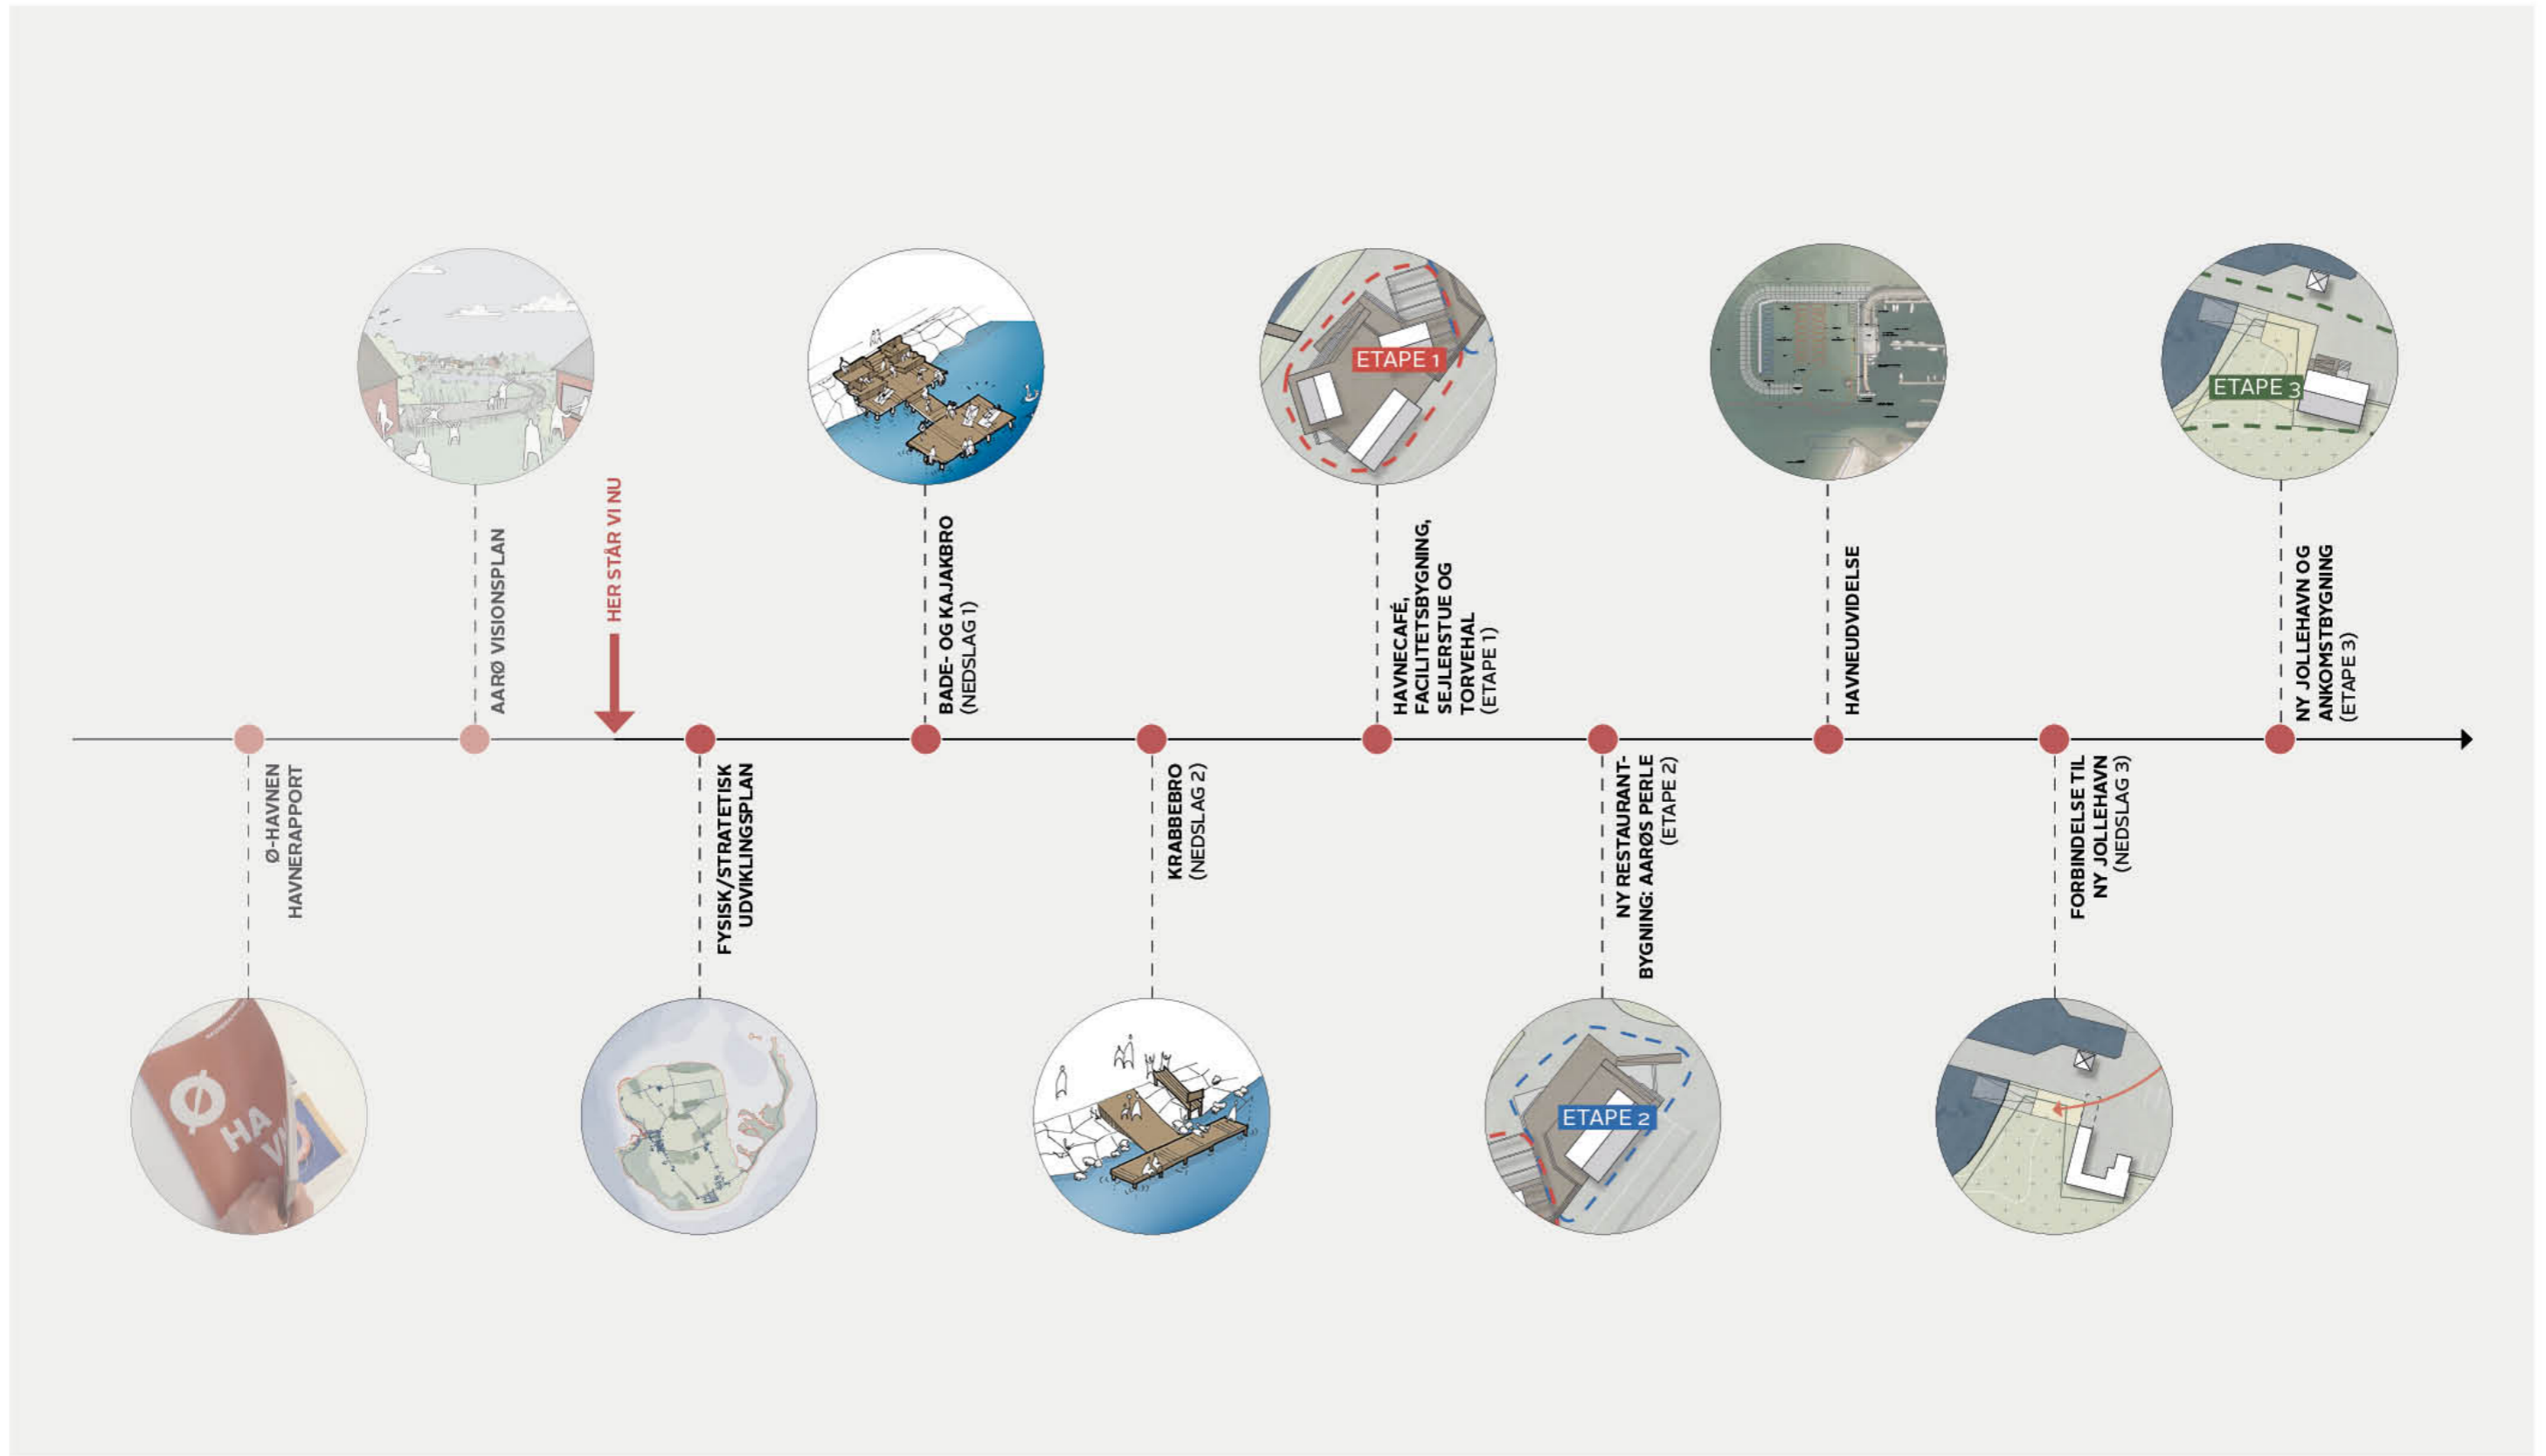 Ø-HAVNEN
HAVNERAPPORT
Ø
HA
AARØ VISIONSPLAN
HER STÅR VI NU
FYSISK/STRATETISK
UDVIKLINGSPLAN
BADE- OG KAJAKBRO
(NEDSLAG 1)
KRABBEBRO
(NEDSLAG 2)
ETAPE 1
HAVNECAFÉ,
FACILITETSBYGNING,
SEJLERSTUE OG
TORVEHAL
(ETAPE 1)
NY RESTAURANT-
BYGNING: AARØS PERLE
(ETAPE 2)
ETAPE 2
HAVNEUDVIDELSE
FORBINDELSE TIL
NY JOLLEHAVN
(NEDSLAG 3)
ETAPE 3
NY JOLLEHAVN OG
ANKOMSTBYGNING
(ETAPE 3)